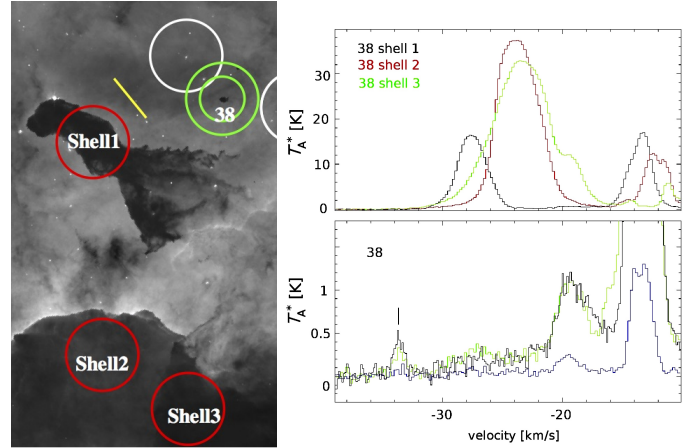 Shell1
38
Shell2
Shell3
38 shell 1
38 shell 2
38 shell 3
T*A [K]
30
20
10
0
38
T*A [K]
1
0.5
0
-30
-20
velocity [km/s]